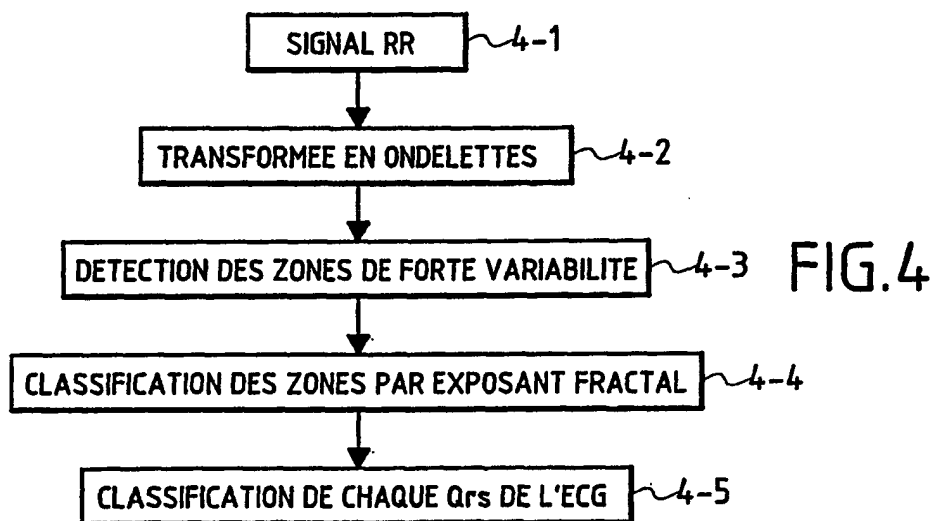 SIGNAL RR 4-1
TRANSFORMEE EN ONDELETTES 4-2
DETECTION DES ZONES DE FORTE VARIABILITE 4-3
FIG.4
CLASSIFICATION DES ZONES PAR EXPOSANT FRACTAL 4-4
CLASSIFICATION DE CHAQUE Qrs DE L'ECG 4-5